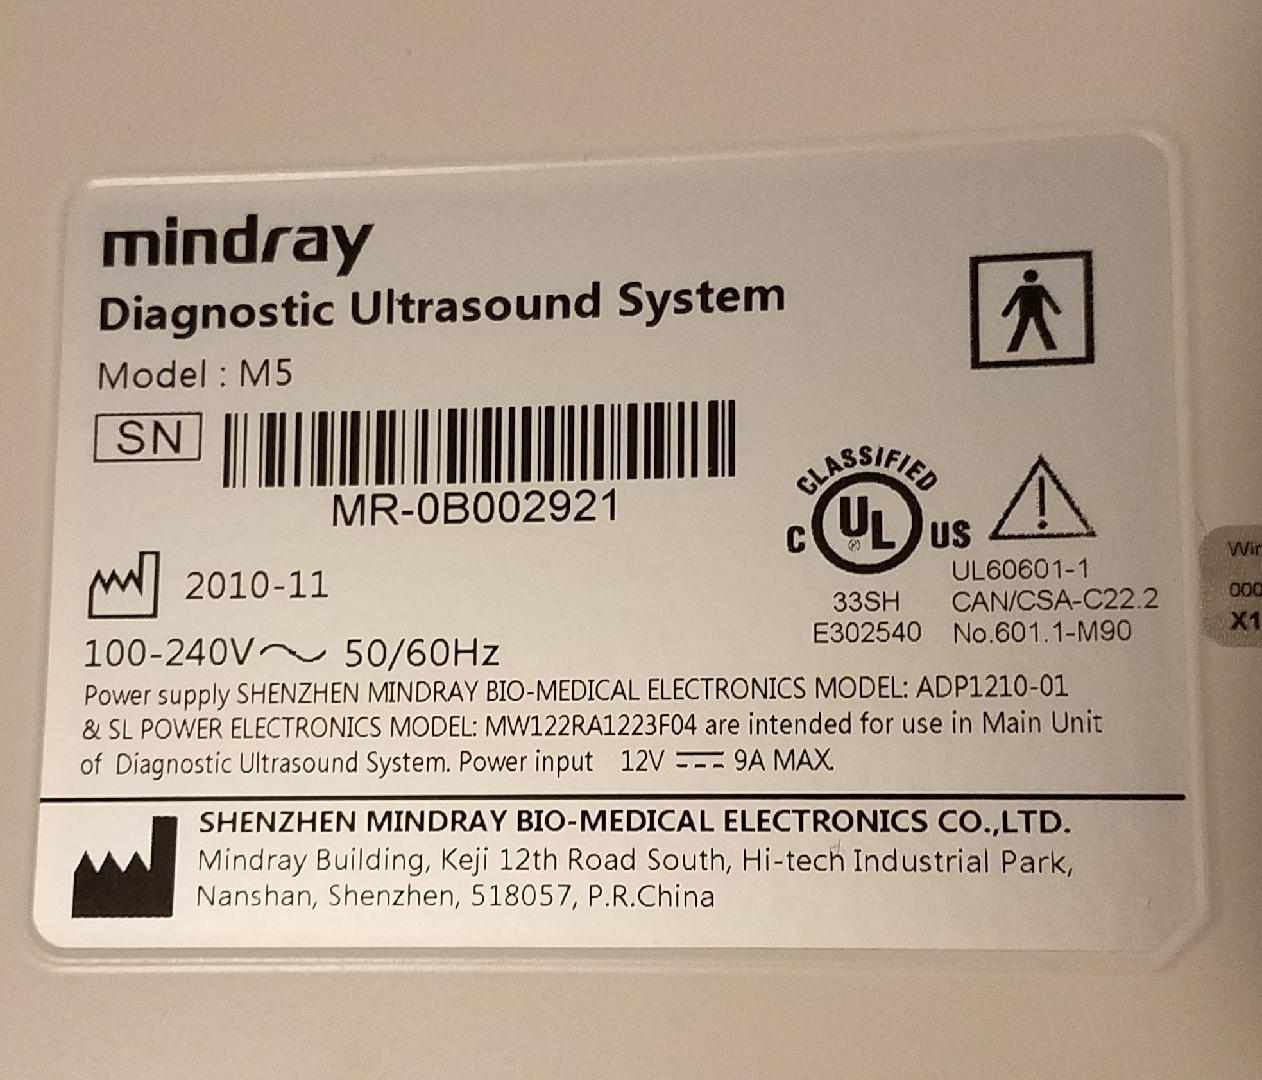 mindray
Diagnostic Ultrasound System
Model : M5
SN
MR-0B002921
2010-11
100-240V～ 50/60Hz
Power supply SHENZHEN MINDRAY BIO-MEDICAL ELECTRONICS MODEL: ADP1210-01
& SL POWER ELECTRONICS MODEL: MW122RA1223F04 are intended for use in Main Unit
of Diagnostic Ultrasound System. Power input 12V ⎓ 9A MAX.
CLASSIFIED
C UL ® US
33SH
E302540
UL60601-1
CAN/CSA-C22.2
No.601.1-M90
SHENZHEN MINDRAY BIO-MEDICAL ELECTRONICS CO.,LTD.
Mindray Building, Keji 12th Road South, Hi-tech Industrial Park,
Nanshan, Shenzhen, 518057, P.R.China
000
X1